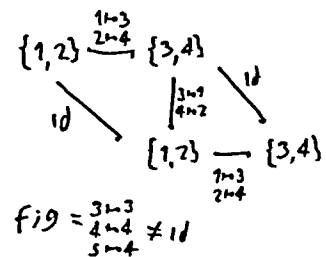 1↦3
2↦4
{1,2} {3,4}
id
3↦1
4↦2
id
{1,2} {3,4}
1↦3
2↦4
fig = 3↦3
4↦4
5↦4
≠ id